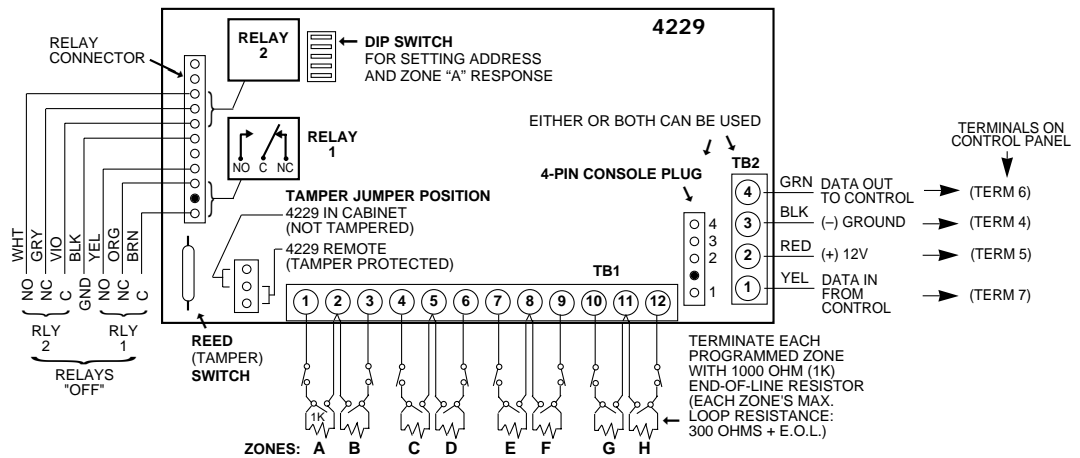 4229
RELAY
CONNECTOR
RELAY
2
DIP SWITCH
FOR SETTING ADDRESS
AND ZONE “A” RESPONSE
RELAY
1
NO C NC
EITHER OR BOTH CAN BE USED
TERMINALS ON
CONTROL PANEL
TB2
4-PIN CONSOLE PLUG
TAMPER JUMPER POSITION
4229 IN CABINET
(NOT TAMPERED)
4229 REMOTE
(TAMPER PROTECTED)
4
3
2
1
4 GRN DATA OUT
TO CONTROL (TERM 6)
3 BLK (–) GROUND (TERM 4)
2 RED (+) 12V (TERM 5)
1 YEL DATA IN
FROM
CONTROL (TERM 7)
TB1
1 2 3 4 5 6 7 8 9 10 11 12
WHT GRY VIO BLK YEL ORG BRN
NO NC C GND NO NC C
RLY
2
RLY
1
RELAYS
"OFF"
REED
(TAMPER)
SWITCH
1K
ZONES: A B C D E F G H
TERMINATE EACH
PROGRAMMED ZONE
WITH 1000 OHM (1K)
END-OF-LINE RESISTOR
(EACH ZONE'S MAX.
LOOP RESISTANCE:
300 OHMS + E.O.L.)